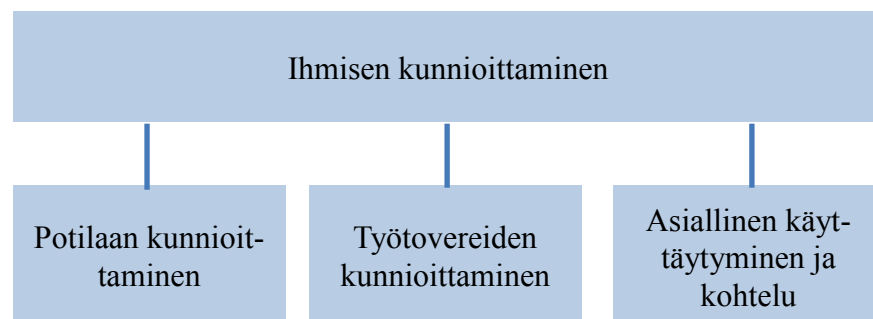 Ihmisen kunnioittaminen
Potilaan kunnioit-
taminen
Työtovereiden
kunnioittaminen
Asiallinen käyt-
täytyminen ja
kohtelu